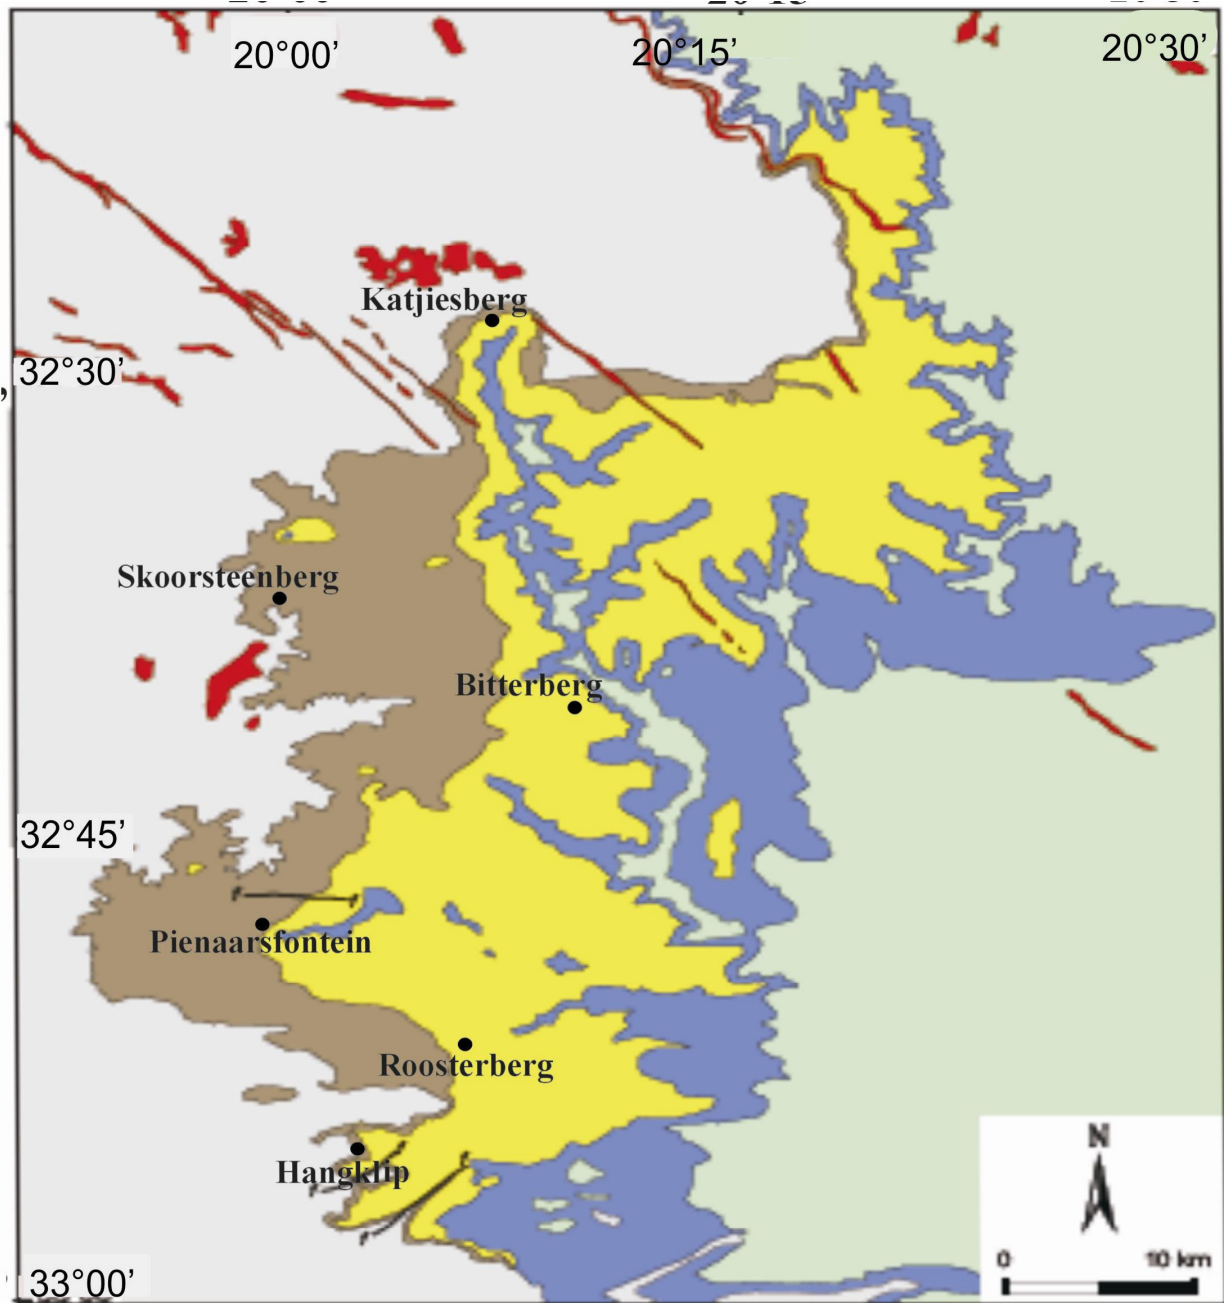 20°00’
20°15’
20°30’
Katjiesberg
32°30’
Skoorsteenberg
Bitterberg
32°45’
Pienaarsfontein
Roosterberg
Hangklip
N
0 10 km
33°00’